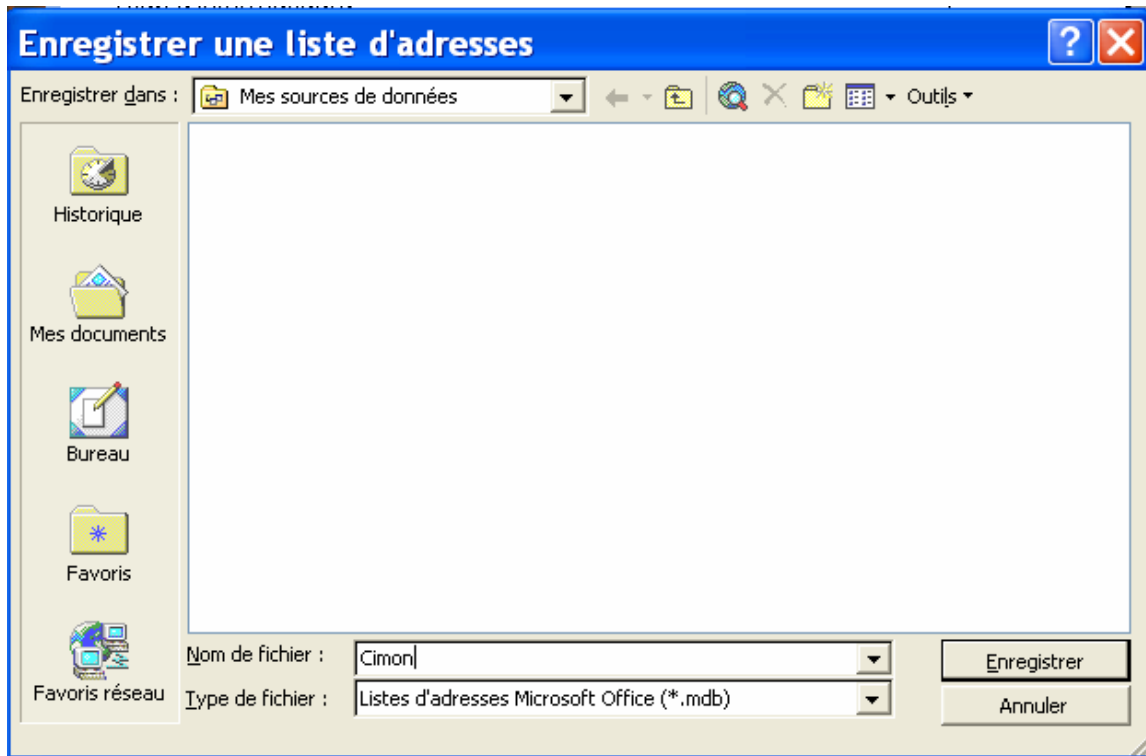 Enregistrer une liste d'adresses
Enregistrer dans : Mes sources de données Outils
Historique
Mes documents
Bureau
Favoris
Favoris réseau
Nom de fichier : Cimon Enregistrer
Type de fichier : Listes d'adresses Microsoft Office (*.mdb) Annuler